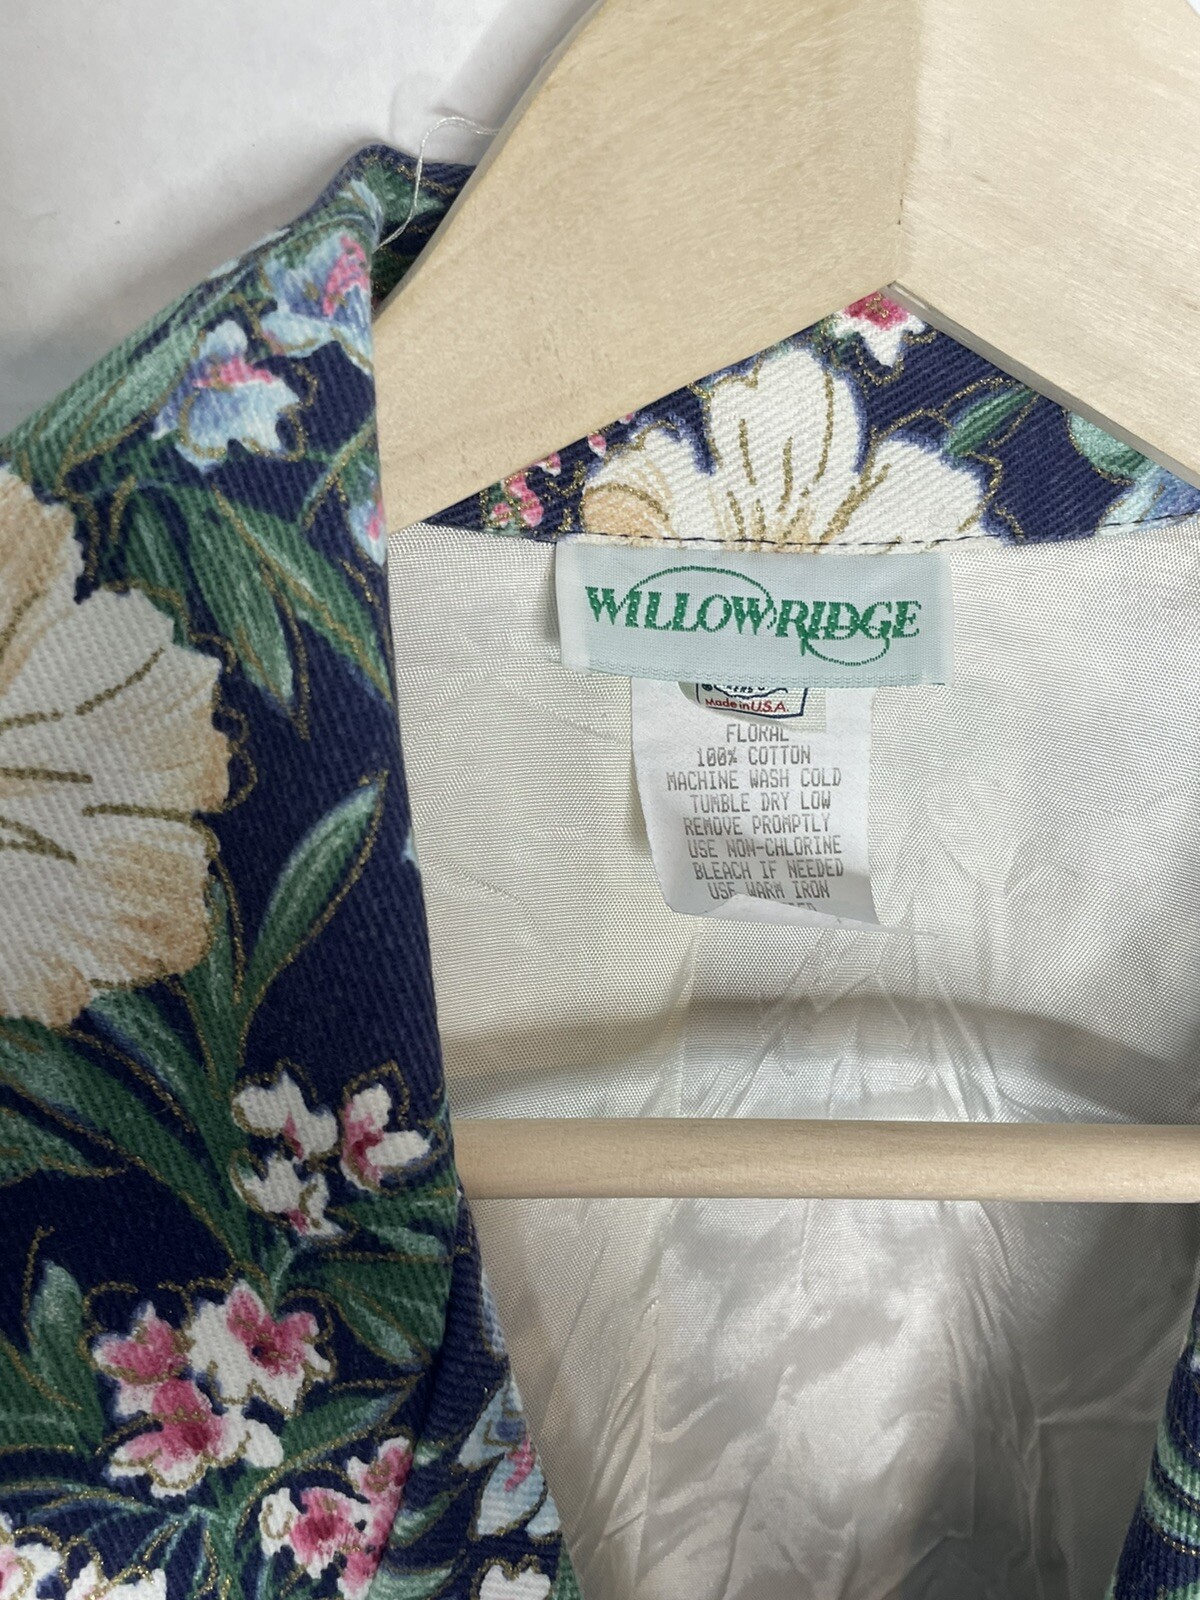 WILLOWRIDGE
Made in U.S.A.
FLORAL
100% COTTON
MACHINE WASH COLD
TUMBLE DRY LOW
REMOVE PROMPTLY
USE NON-CHLORINE
BLEACH IF NEEDED
USE WARM IRON